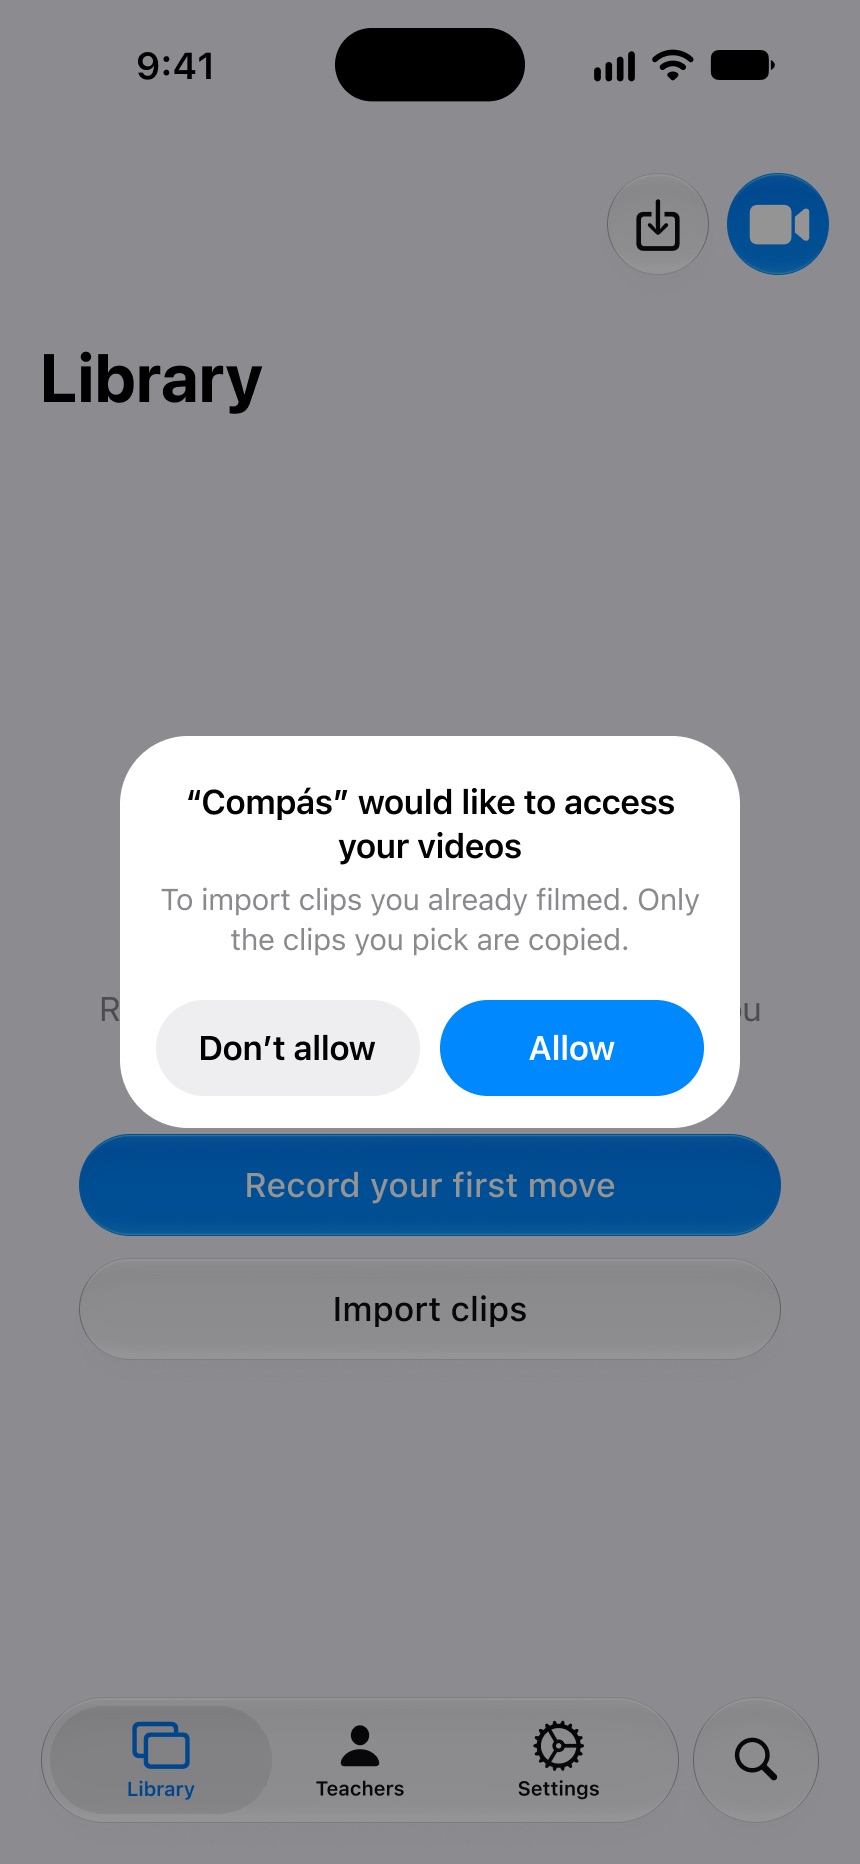 9:41
Library
“Compás” would like to access
your videos
To import clips you already filmed. Only
the clips you pick are copied.
Don’t allow
Allow
Record your first move
Import clips
Library
Teachers
Settings